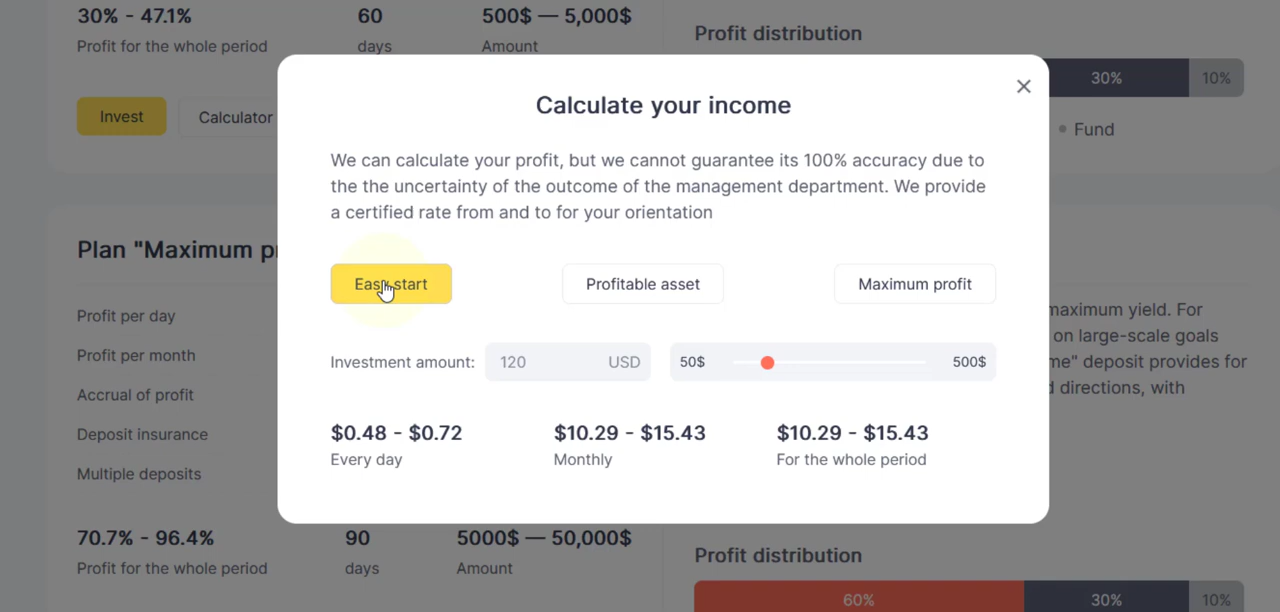 30% - 47.1%
Profit for the whole period
60
days
500$ — 5,000$
Amount
Invest
Calculator
Profit distribution
30%
10%
Fund
Calculate your income
We can calculate your profit, but we cannot guarantee its 100% accuracy due to
the the uncertainty of the outcome of the management department. We provide
a certified rate from and to for your orientation
Easy start
Profitable asset
Maximum profit
Investment amount:
120
USD
50$
500$
$0.48 - $0.72
Every day
$10.29 - $15.43
Monthly
$10.29 - $15.43
For the whole period
Plan "Maximum
Profit per day
Profit per month
Accrual of profit
Deposit insurance
Multiple deposits
70.7% - 96.4%
Profit for the whole period
90
days
5000$ — 50,000$
Amount
maximum yield. For
on large-scale goals
me" deposit provides for
directions, with
Profit distribution
60%
30%
10%